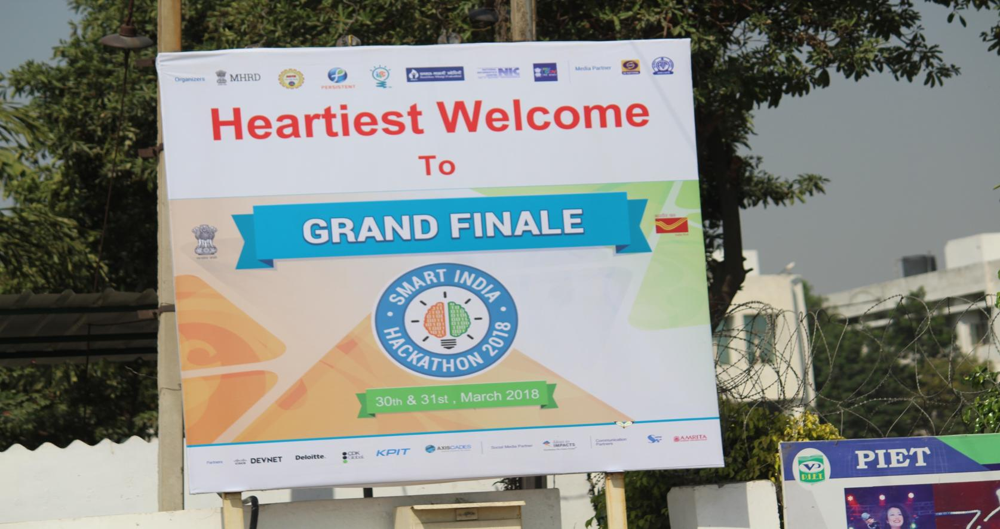 Organizers MHRD PERSISTENT NIC Media Partner
Heartiest Welcome
To
GRAND FINALE
SMART INDIA
HACKATHON 2018
30th & 31st , March 2018
Partners CISCO DEVNET Deloitte. CDK Global. KPIT AXISCADES Social Media Partner IMPACTS Communication Partners AMRITA
PIET
P.I.E.T.